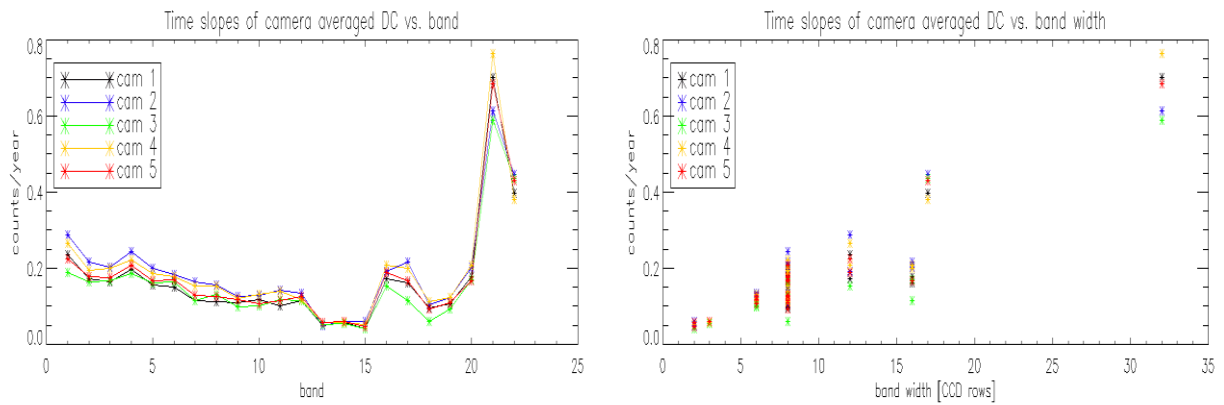 Time slopes of camera averaged DC vs. band
counts/year
0.8
0.6
0.4
0.2
0.0
cam 1
cam 2
cam 3
cam 4
cam 5
0 5 10 15 20 25
band
Time slopes of camera averaged DC vs. band width
counts/year
0.8
0.6
0.4
0.2
0.0
cam 1
cam 2
cam 3
cam 4
cam 5
0 5 10 15 20 25 30 35
band width [CCD rows]